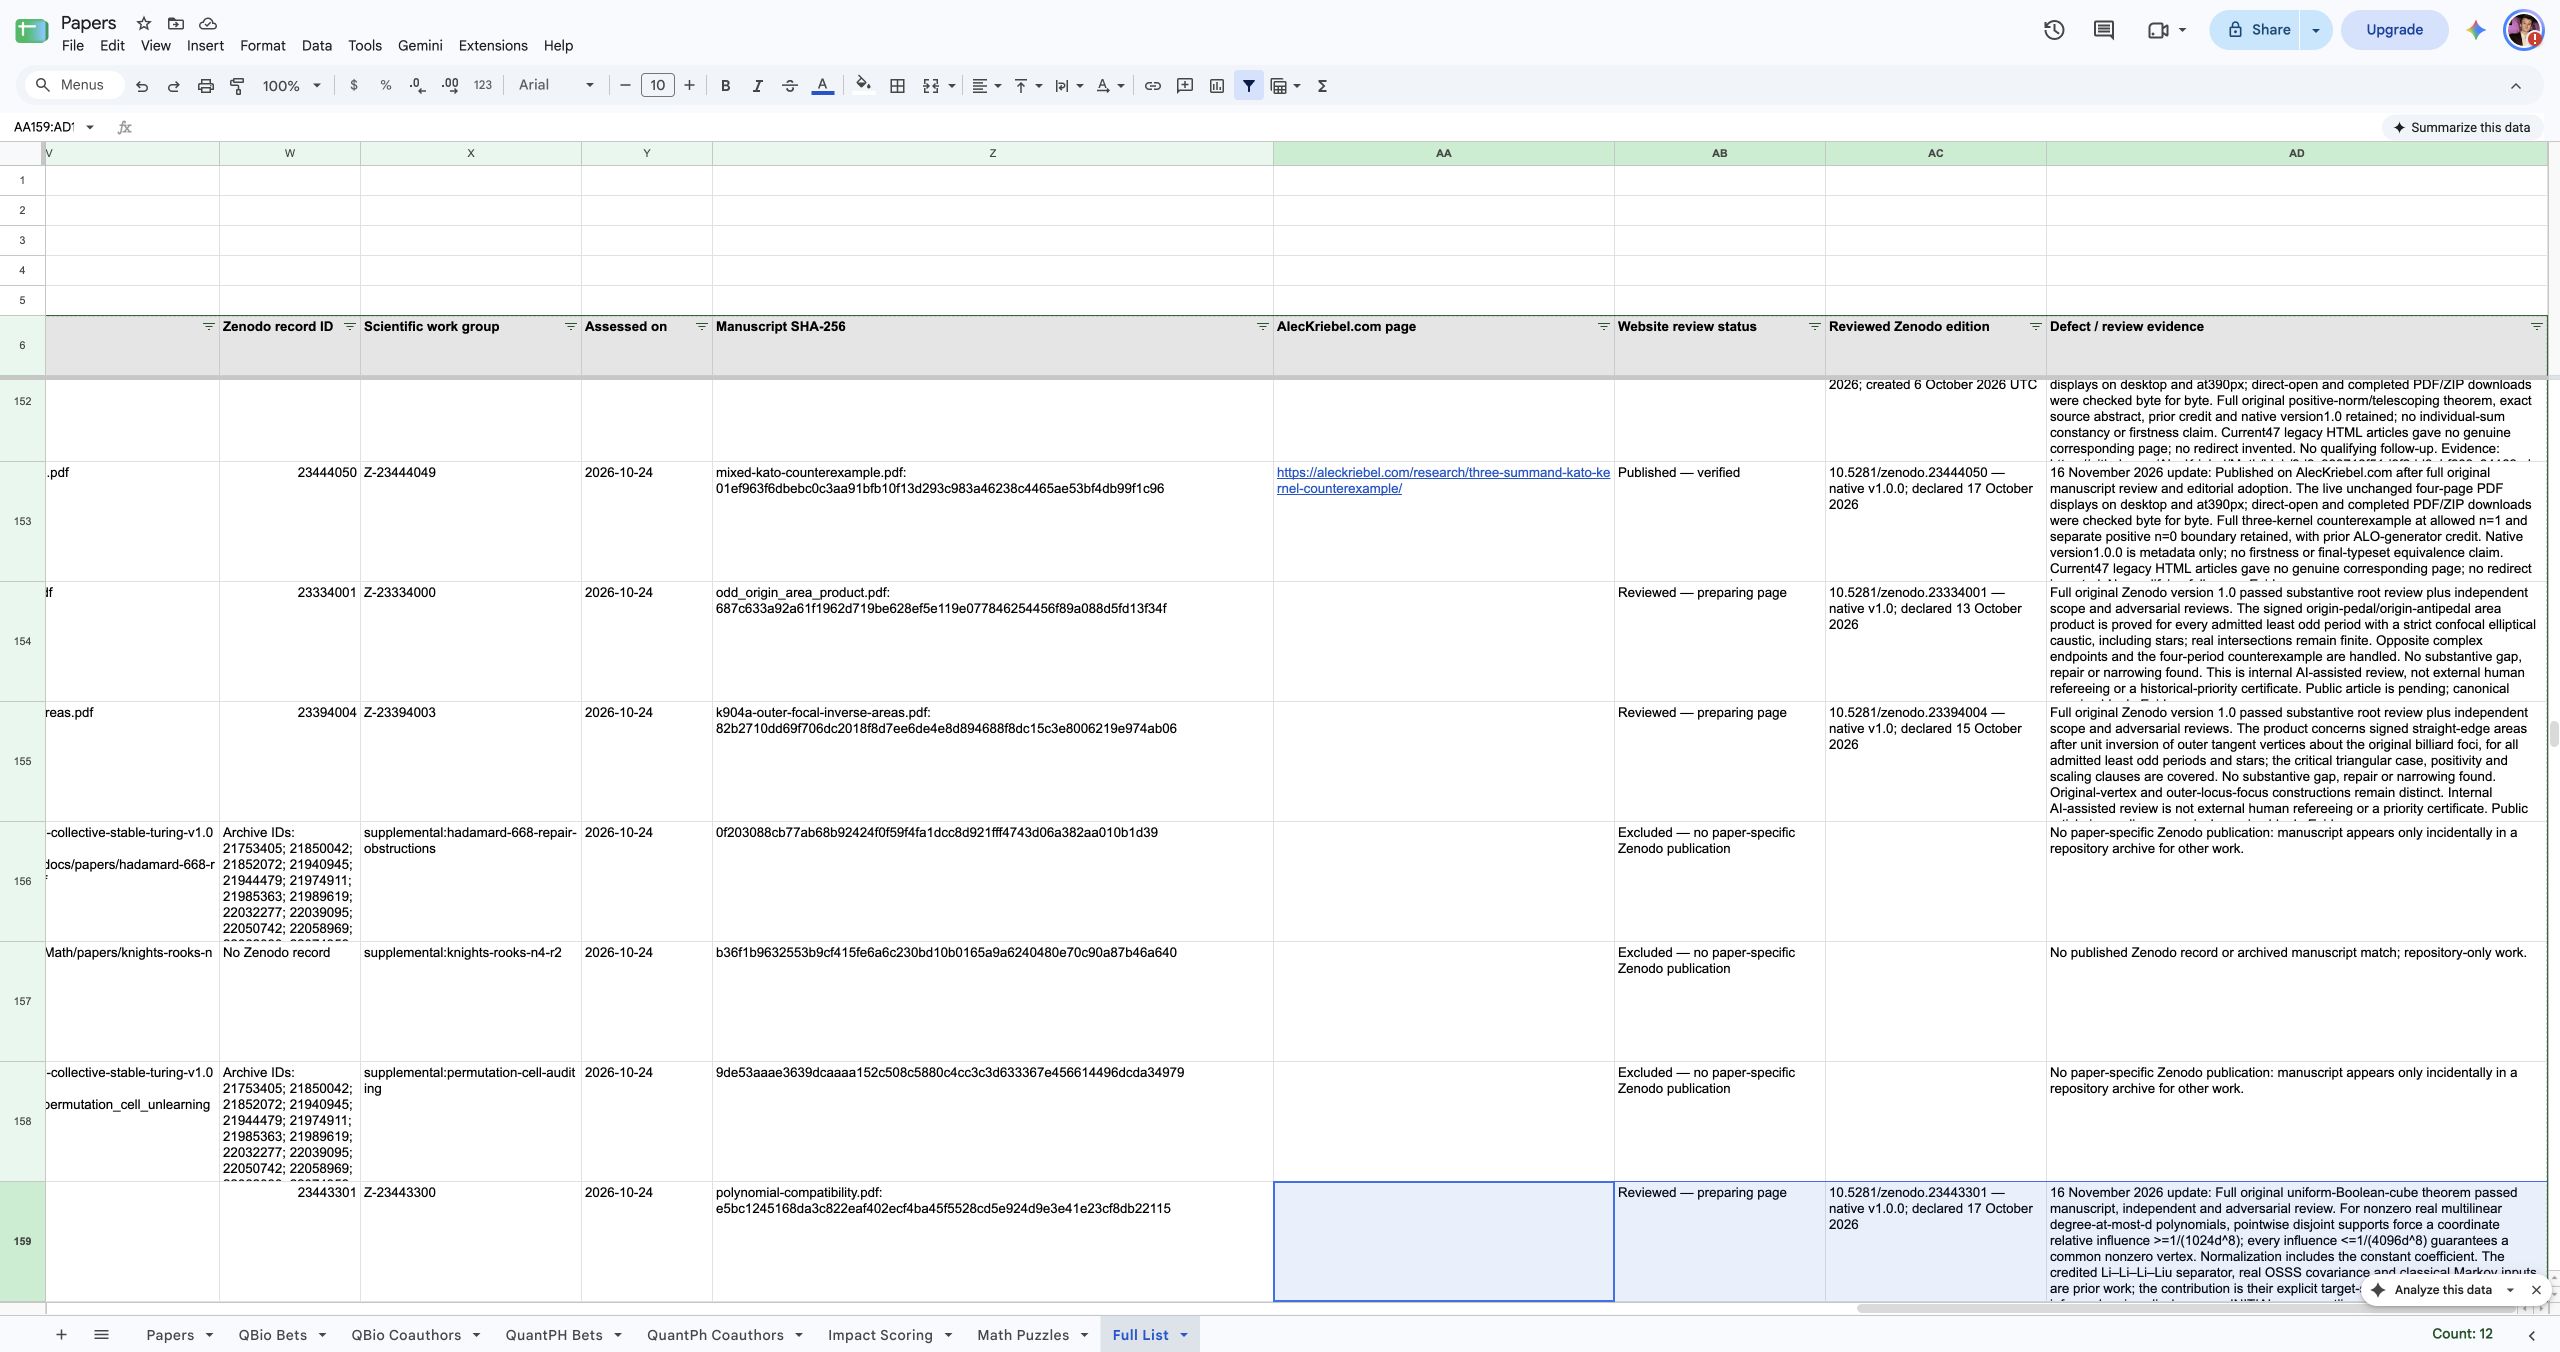 Papers
File Edit View Insert Format Data Tools Gemini Extensions Help
Share
Upgrade
Menus
100%
$ % .0 .00 123
Arial
10
AA159:AD1
fx
Summarize this data
V W X Y Z AA AB AC AD
1
2
3
4
5
6
Zenodo record ID
Scientific work group
Assessed on
Manuscript SHA-256
AlecKriebel.com page
Website review status
Reviewed Zenodo edition
Defect / review evidence
152
2026; created 6 October 2026 UTC
displays on desktop and at390px; direct-open and completed PDF/ZIP downloads
were checked byte for byte. Full original positive-norm/telescoping theorem, exact
source abstract, prior credit and native version1.0 retained; no individual-sum
constancy or firstness claim. Current47 legacy HTML articles gave no genuine
corresponding page; no redirect invented. No qualifying follow-up. Evidence:
153
.pdf
23444050
Z-23444049
2026-10-24
mixed-kato-counterexample.pdf:
01ef963f6dbebc0c3aa91bfb10f13d293c983a46238c4465ae53bf4db99f1c96
https://aleckriebel.com/research/three-summand-kato-ke
rnel-counterexample/
Published — verified
10.5281/zenodo.23444050 —
native v1.0.0; declared 17 October
2026
16 November 2026 update: Published on AlecKriebel.com after full original
manuscript review and editorial adoption. The live unchanged four-page PDF
displays on desktop and at390px; direct-open and completed PDF/ZIP downloads
were checked byte for byte. Full three-kernel counterexample at allowed n=1 and
separate positive n=0 boundary retained, with prior ALO-generator credit. Native
version1.0.0 is metadata only; no firstness or final-typeset equivalence claim.
Current47 legacy HTML articles gave no genuine corresponding page; no redirect
154
df
23334001
Z-23334000
2026-10-24
odd_origin_area_product.pdf:
687c633a92a61f1962d719be628ef5e119e077846254456f89a088d5fd13f34f
Reviewed — preparing page
10.5281/zenodo.23334001 —
native v1.0; declared 13 October
2026
Full original Zenodo version 1.0 passed substantive root review plus independent
scope and adversarial reviews. The signed origin-pedal/origin-antipedal area
product is proved for every admitted least odd period with a strict confocal elliptical
caustic, including stars; real intersections remain finite. Opposite complex
endpoints and the four-period counterexample are handled. No substantive gap,
repair or narrowing found. This is internal AI-assisted review, not external human
refereeing or a historical-priority certificate. Public article is pending; canonical
155
reas.pdf
23394004
Z-23394003
2026-10-24
k904a-outer-focal-inverse-areas.pdf:
82b2710dd69f706dc2018f8d7ee6de4e8d894688f8dc15c3e8006219e974ab06
Reviewed — preparing page
10.5281/zenodo.23394004 —
native v1.0; declared 15 October
2026
Full original Zenodo version 1.0 passed substantive root review plus independent
scope and adversarial reviews. The product concerns signed straight-edge areas
after unit inversion of outer tangent vertices about the original billiard foci, for all
admitted least odd periods and stars; the critical triangular case, positivity and
scaling clauses are covered. No substantive gap, repair or narrowing found.
Original-vertex and outer-locus-focus constructions remain distinct. Internal
AI-assisted review is not external human refereeing or a priority certificate. Public
156
-collective-stable-turing-v1.0
docs/papers/hadamard-668-r
Archive IDs:
21753405; 21850042;
21852072; 21940945;
21944479; 21974911;
21985363; 21989619;
22032277; 22039095;
22050742; 22058969;
supplemental:hadamard-668-repair-
obstructions
2026-10-24
0f203088cb77ab68b92424f0f59f4fa1dcc8d921fff4743d06a382aa010b1d39
Excluded — no paper-specific
Zenodo publication
No paper-specific Zenodo publication: manuscript appears only incidentally in a
repository archive for other work.
157
Math/papers/knights-rooks-n
No Zenodo record
supplemental:knights-rooks-n4-r2
2026-10-24
b36f1b9632553b9cf415fe6a6c230bd10b0165a9a6240480e70c90a87b46a640
Excluded — no paper-specific
Zenodo publication
No published Zenodo record or archived manuscript match; repository-only work.
158
-collective-stable-turing-v1.0
permutation_cell_unlearning
Archive IDs:
21753405; 21850042;
21852072; 21940945;
21944479; 21974911;
21985363; 21989619;
22032277; 22039095;
22050742; 22058969;
supplemental:permutation-cell-audit
ing
2026-10-24
9de53aaae3639dcaaaa152c508c5880c4cc3c3d633367e456614496dcda34979
Excluded — no paper-specific
Zenodo publication
No paper-specific Zenodo publication: manuscript appears only incidentally in a
repository archive for other work.
159
23443301
Z-23443300
2026-10-24
polynomial-compatibility.pdf:
e5bc1245168da3c822eaf402ecf4ba45f5528cd5e924d9e3e41e23cf8db22115
Reviewed — preparing page
10.5281/zenodo.23443301 —
native v1.0.0; declared 17 October
2026
16 November 2026 update: Full original uniform-Boolean-cube theorem passed
manuscript, independent and adversarial review. For nonzero real multilinear
degree-at-most-d polynomials, pointwise disjoint supports force a coordinate
relative influence >=1/(1024d^8); every influence <=1/(4096d^8) guarantees a
common nonzero vertex. Normalization includes the constant coefficient. The
credited Li–Li–Li–Liu separator, real OSSS covariance and classical Markov inputs
are prior work; the contribution is their explicit target-
Analyze this data
Papers QBio Bets QBio Coauthors QuantPH Bets QuantPh Coauthors Impact Scoring Math Puzzles Full List
Count: 12